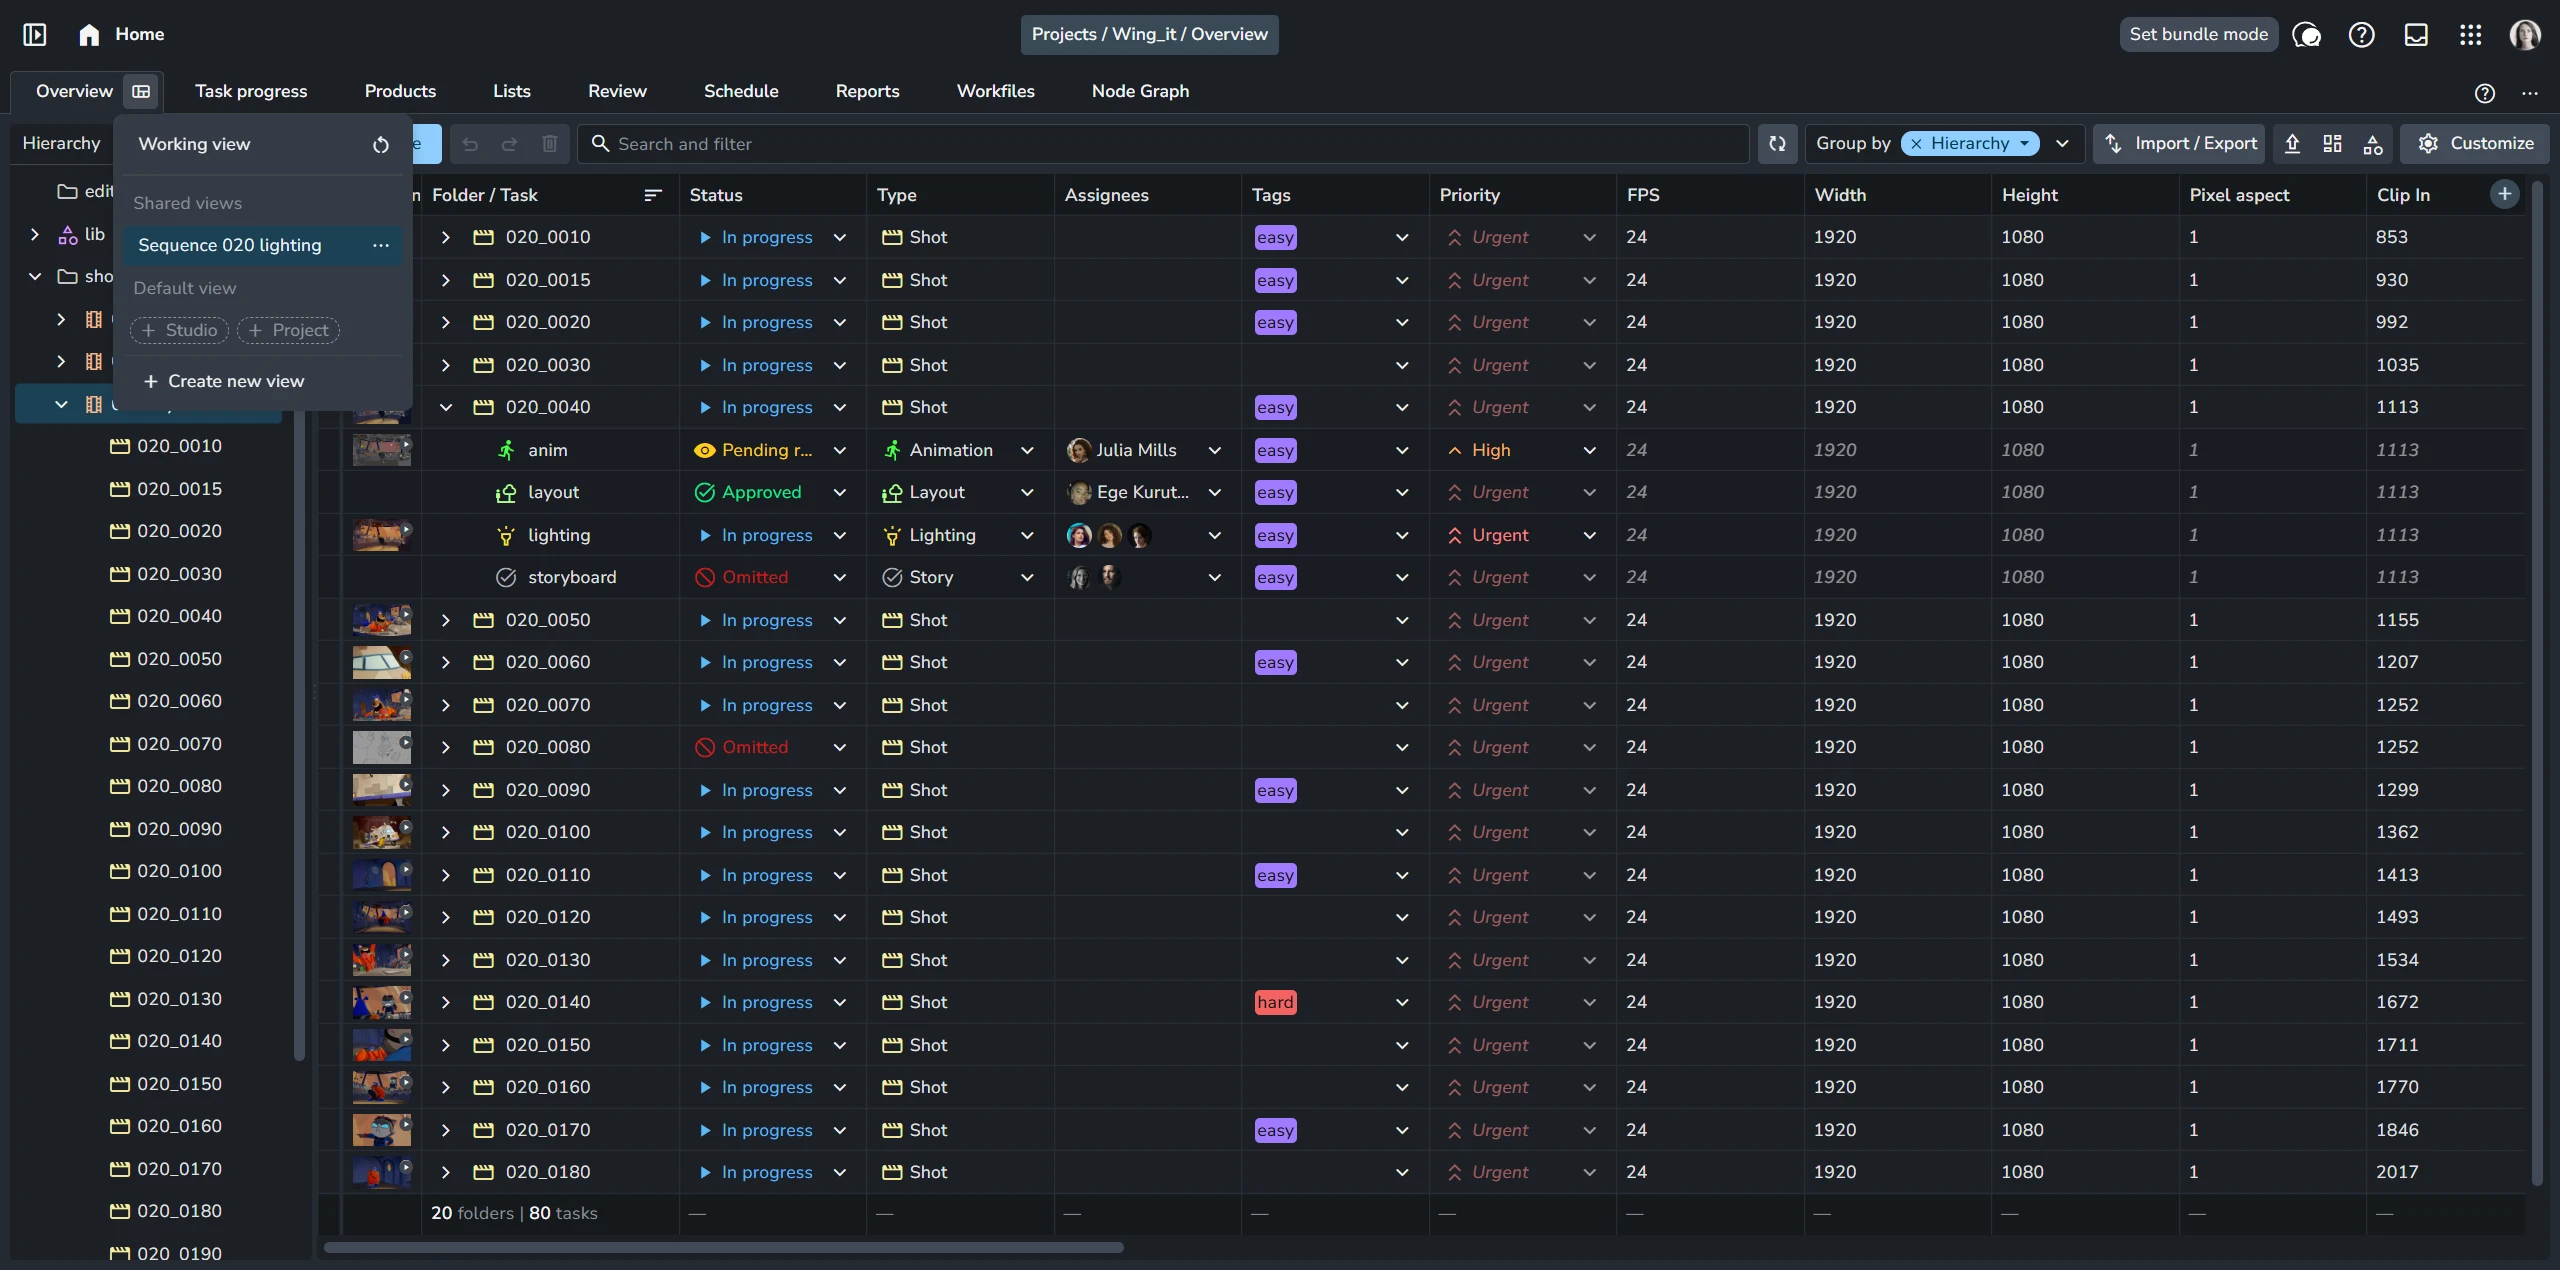 Home
Projects / Wing_it / Overview
Set bundle mode
Overview Task progress Products Lists Review Schedule Reports Workfiles Node Graph
Hierarchy
Working view
Search and filter
Group by Hierarchy
Import / Export
Customize
Shared views
Sequence 020 lighting
Default view
+ Studio + Project
+ Create new view
lib
020_0010
020_0015
020_0020
020_0030
020_0040
020_0050
020_0060
020_0070
020_0080
020_0090
020_0100
020_0110
020_0120
020_0130
020_0140
020_0150
020_0160
020_0170
020_0180
020_0190
Folder / Task Status Type Assignees Tags Priority FPS Width Height Pixel aspect Clip In
020_0010 In progress Shot easy Urgent 24 1920 1080 1 853
020_0015 In progress Shot easy Urgent 24 1920 1080 1 930
020_0020 In progress Shot easy Urgent 24 1920 1080 1 992
020_0030 In progress Shot Urgent 24 1920 1080 1 1035
020_0040 In progress Shot easy Urgent 24 1920 1080 1 1113
anim Pending r... Animation Julia Mills easy High 24 1920 1080 1 1113
layout Approved Layout Ege Kurut... easy Urgent 24 1920 1080 1 1113
lighting In progress Lighting easy Urgent 24 1920 1080 1 1113
storyboard Omitted Story easy Urgent 24 1920 1080 1 1113
020_0050 In progress Shot Urgent 24 1920 1080 1 1155
020_0060 In progress Shot easy Urgent 24 1920 1080 1 1207
020_0070 In progress Shot Urgent 24 1920 1080 1 1252
020_0080 Omitted Shot Urgent 24 1920 1080 1 1252
020_0090 In progress Shot easy Urgent 24 1920 1080 1 1299
020_0100 In progress Shot Urgent 24 1920 1080 1 1362
020_0110 In progress Shot easy Urgent 24 1920 1080 1 1413
020_0120 In progress Shot Urgent 24 1920 1080 1 1493
020_0130 In progress Shot Urgent 24 1920 1080 1 1534
020_0140 In progress Shot hard Urgent 24 1920 1080 1 1672
020_0150 In progress Shot Urgent 24 1920 1080 1 1711
020_0160 In progress Shot Urgent 24 1920 1080 1 1770
020_0170 In progress Shot easy Urgent 24 1920 1080 1 1846
020_0180 In progress Shot Urgent 24 1920 1080 1 2017
20 folders | 80 tasks — — — — — — — — — —